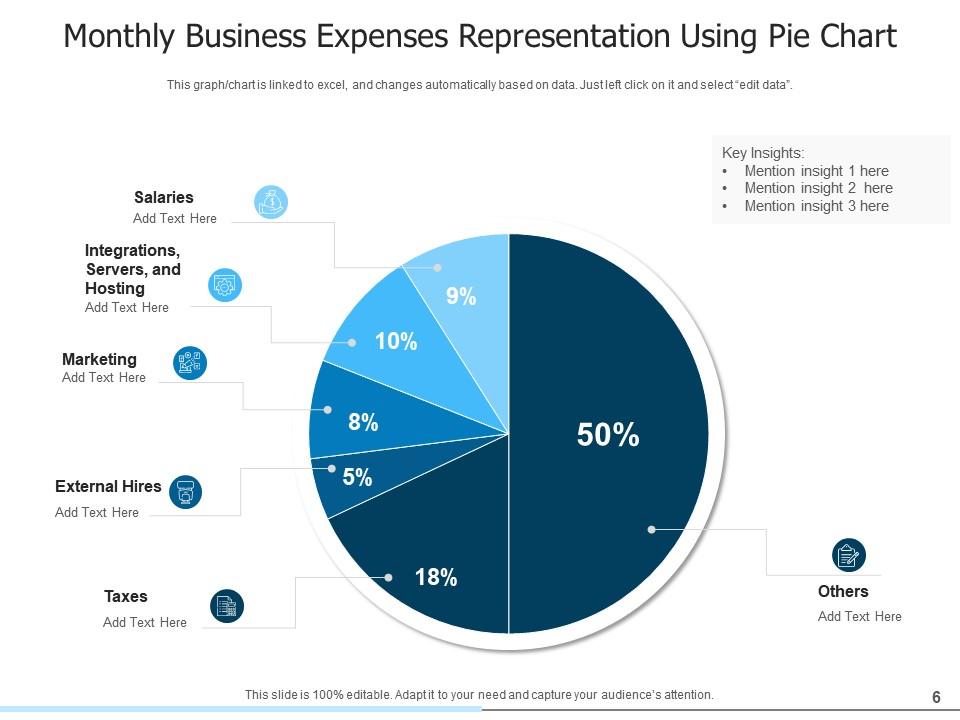 Monthly Business Expenses Representation Using Pie Chart
This graph/chart is linked to excel, and changes automatically based on data. Just left click on it and select “edit data”.
Key Insights:
• Mention insight 1 here
• Mention insight 2 here
• Mention insight 3 here
Salaries
Add Text Here
Integrations,
Servers, and
Hosting
Add Text Here
Marketing
Add Text Here
External Hires
Add Text Here
Taxes
Add Text Here
9%
10%
8%
5%
18%
50%
Others
Add Text Here
This slide is 100% editable. Adapt it to your need and capture your audience’s attention.
6